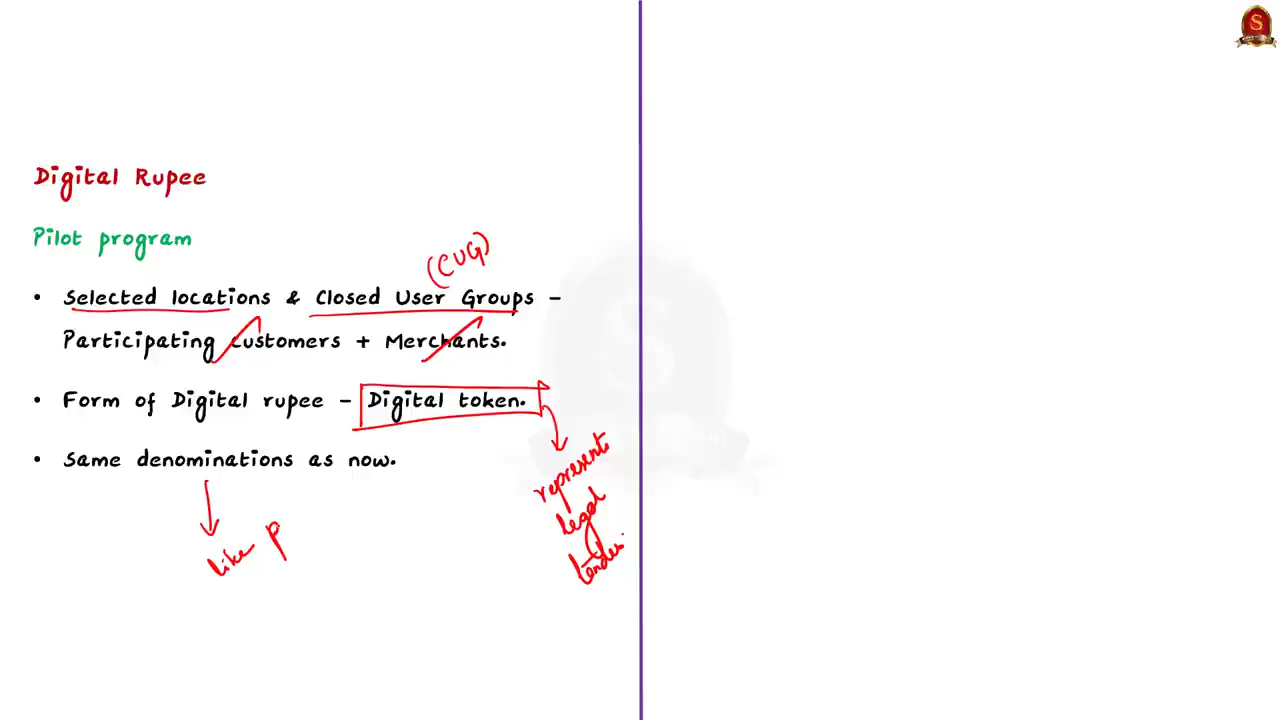 Digital Rupee
Pilot program
(CUG)
• Selected locations & Closed User Groups -
Participating Customers + Merchants.
• Form of Digital rupee - Digital token.
• Same denominations as now.
represents
legal
tender
like p
S